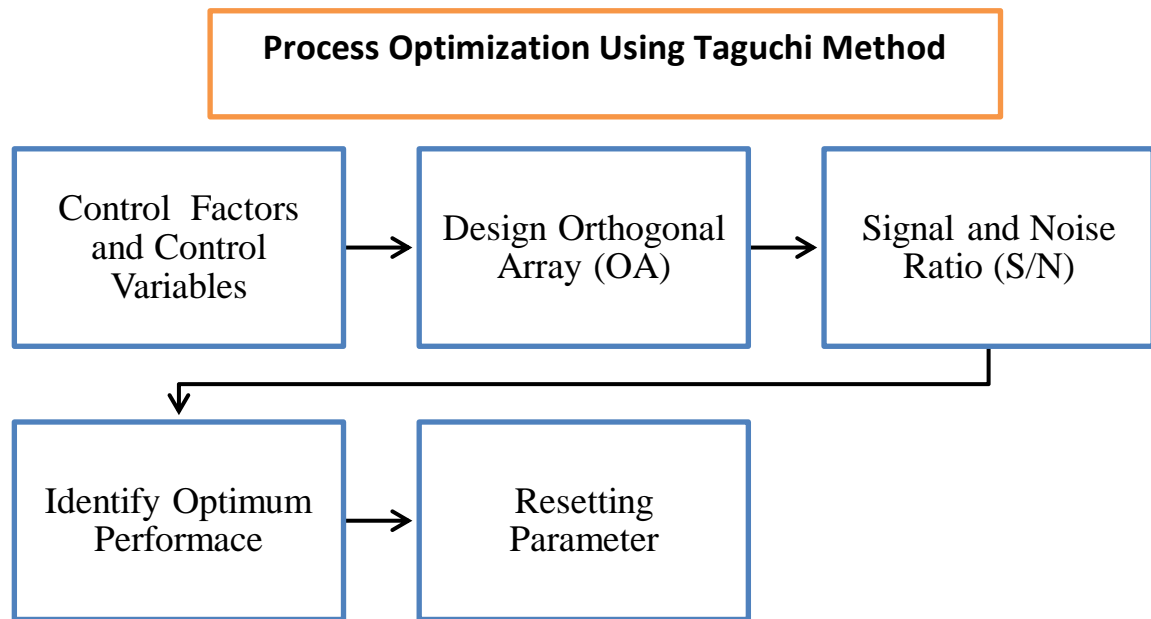 Process Optimization Using Taguchi Method
Control Factors
and Control
Variables
Design Orthogonal
Array (OA)
Signal and Noise
Ratio (S/N)
Identify Optimum
Performace
Resetting
Parameter